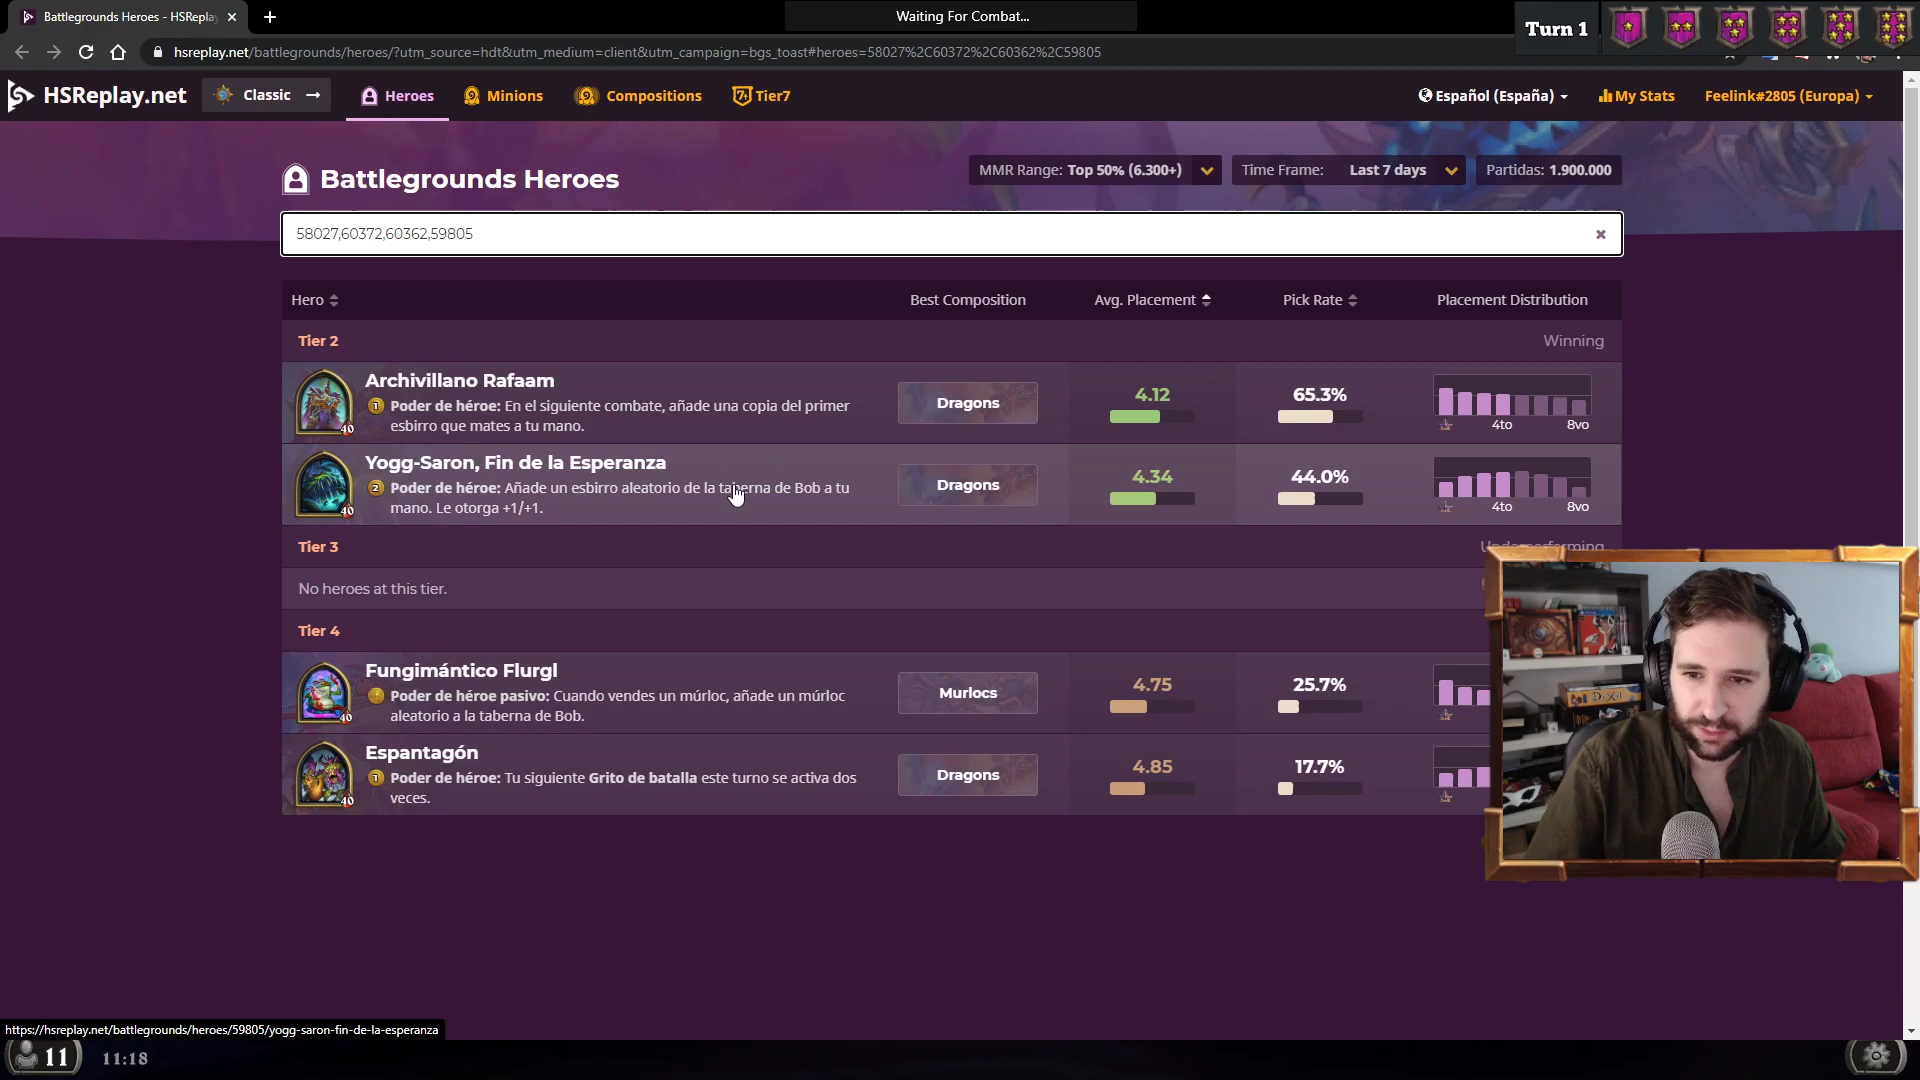 Battlegrounds Heroes - HSRepla
Waiting For Combat...
Turn 1
hsreplay.net/battlegrounds/heroes/?utm_source=hdt&utm_medium=client&utm_campaign=bgs_toast#heroes=58027%2C60372%2C60362%2C59805
HSReplay.net
Classic →
Heroes
Minions
Compositions
Tier7
Español (España)
My Stats
Feelink#2805 (Europa)
Battlegrounds Heroes
MMR Range: Top 50% (6.300+)
Time Frame: Last 7 days
Partidas: 1.900.000
58027,60372,60362,59805
Hero
Best Composition
Avg. Placement
Pick Rate
Placement Distribution
Tier 2
Winning
Archivillano Rafaam
1 Poder de héroe: En el siguiente combate, añade una copia del primer
esbirro que mates a tu mano.
40
Dragons
4.12
65.3%
4to
8vo
Yogg-Saron, Fin de la Esperanza
2 Poder de héroe: Añade un esbirro aleatorio de la taberna de Bob a tu
mano. Le otorga +1/+1.
40
Dragons
4.34
44.0%
4to
8vo
Tier 3
Underperforming
No heroes at this tier.
Tier 4
Fungimántico Flurgl
Poder de héroe pasivo: Cuando vendes un múrloc, añade un múrloc
aleatorio a la taberna de Bob.
40
Murlocs
4.75
25.7%
Espantagón
1 Poder de héroe: Tu siguiente Grito de batalla este turno se activa dos
veces.
40
Dragons
4.85
17.7%
DiXit
https://hsreplay.net/battlegrounds/heroes/59805/yogg-saron-fin-de-la-esperanza
11
11:18